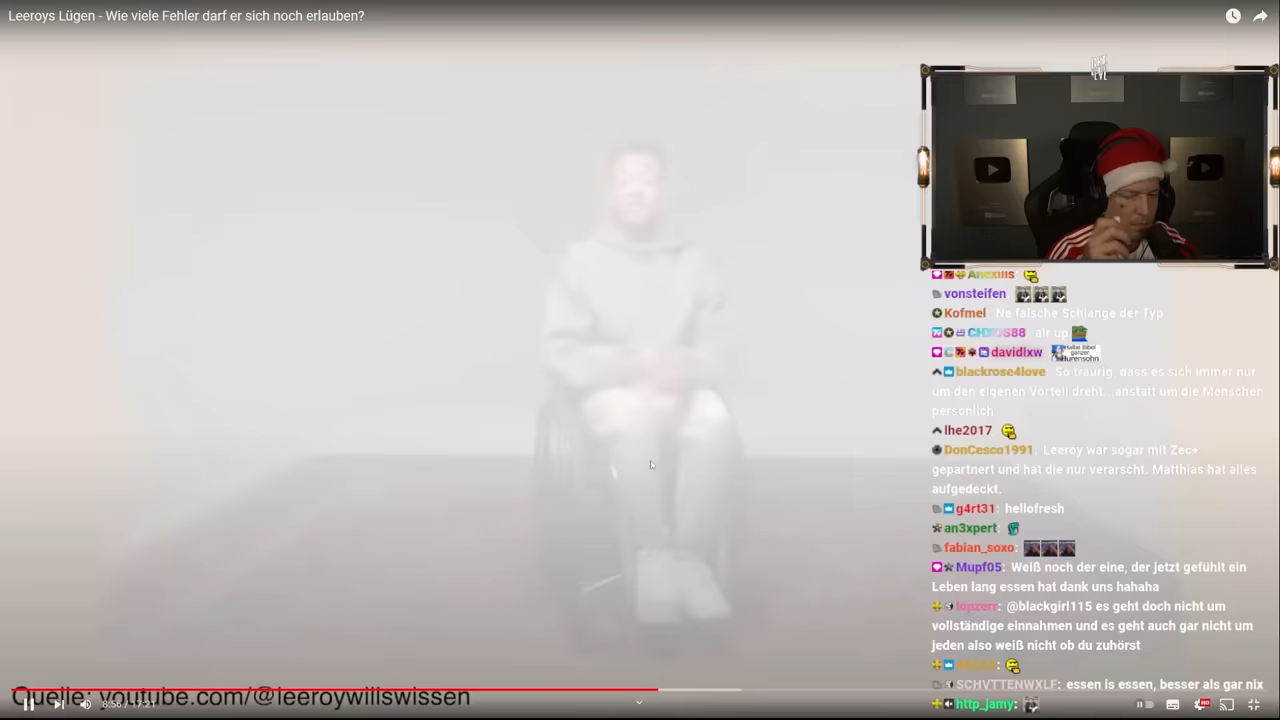 Leeroys Lügen - Wie viele Fehler darf er sich noch erlauben?
Anexiiis
vonsteifen
Kofmel: Ne falsche Schlange der Typ
CHXOS88: air up
davidlxw
blackrose4love: So traurig, dass es sich immer nur
um den eigenen Vorteil dreht...anstatt um die Menschen
persönlich
lhe2017
DonCesco1991: Leeroy war sogar mit Zec+
gepartnert und hat die nur verarscht. Matthias hat alles
aufgedeckt.
g4rt31: hellofresh
an3xpert:
fabian_soxo:
Mupf05: Weiß noch der eine, der jetzt gefühlt ein
Leben lang essen hat dank uns hahaha
lopzerr: @blackgirl115 es geht doch nicht um
vollständige einnahmen und es geht auch gar nicht um
jeden also weiß nicht ob du zuhörst
SCHVTTENWXLF: essen is essen, besser als gar nix
http_jamy:
Quelle: youtube.com/@leeroywillswissen